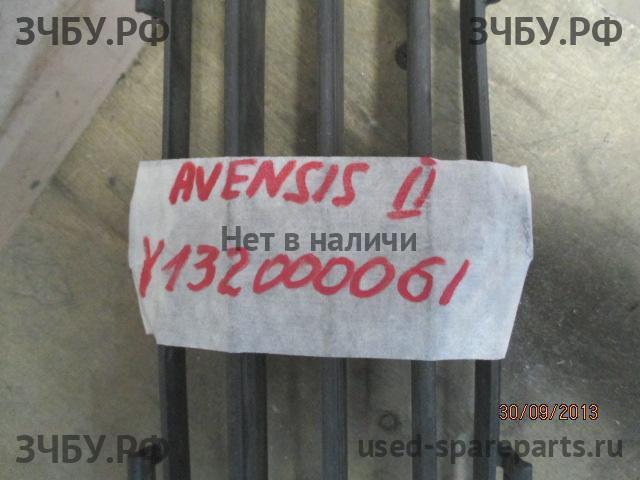 ЗЧБУ.РФ ЗЧБУ.РФ
AVENSIS II
Нет в наличи
Y132000061
30/09/2013
ЗЧБУ.РФ used-spareparts.ru